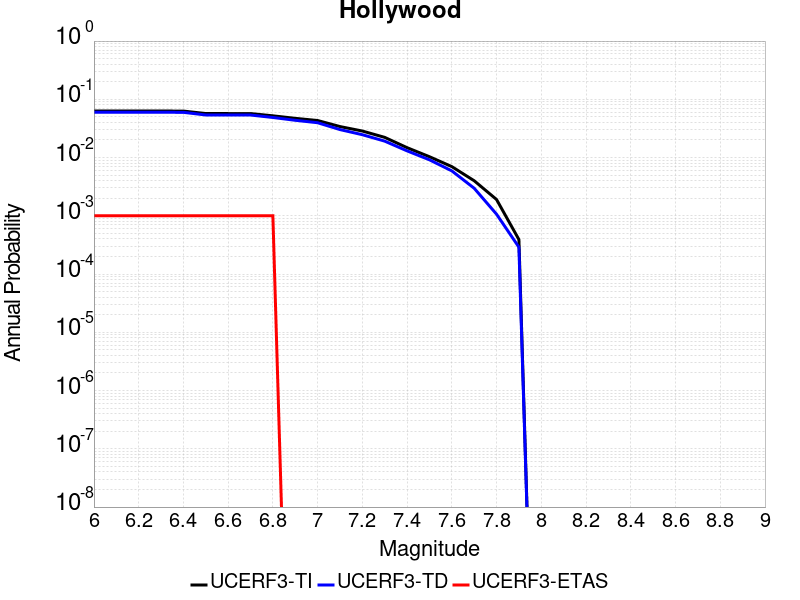 Hollywood
Annual Probability
10^0
10^-1
10^-2
10^-3
10^-4
10^-5
10^-6
10^-7
10^-8
6 6.2 6.4 6.6 6.8 7 7.2 7.4 7.6 7.8 8 8.2 8.4 8.6 8.8 9
Magnitude
UCERF3-TI UCERF3-TD UCERF3-ETAS